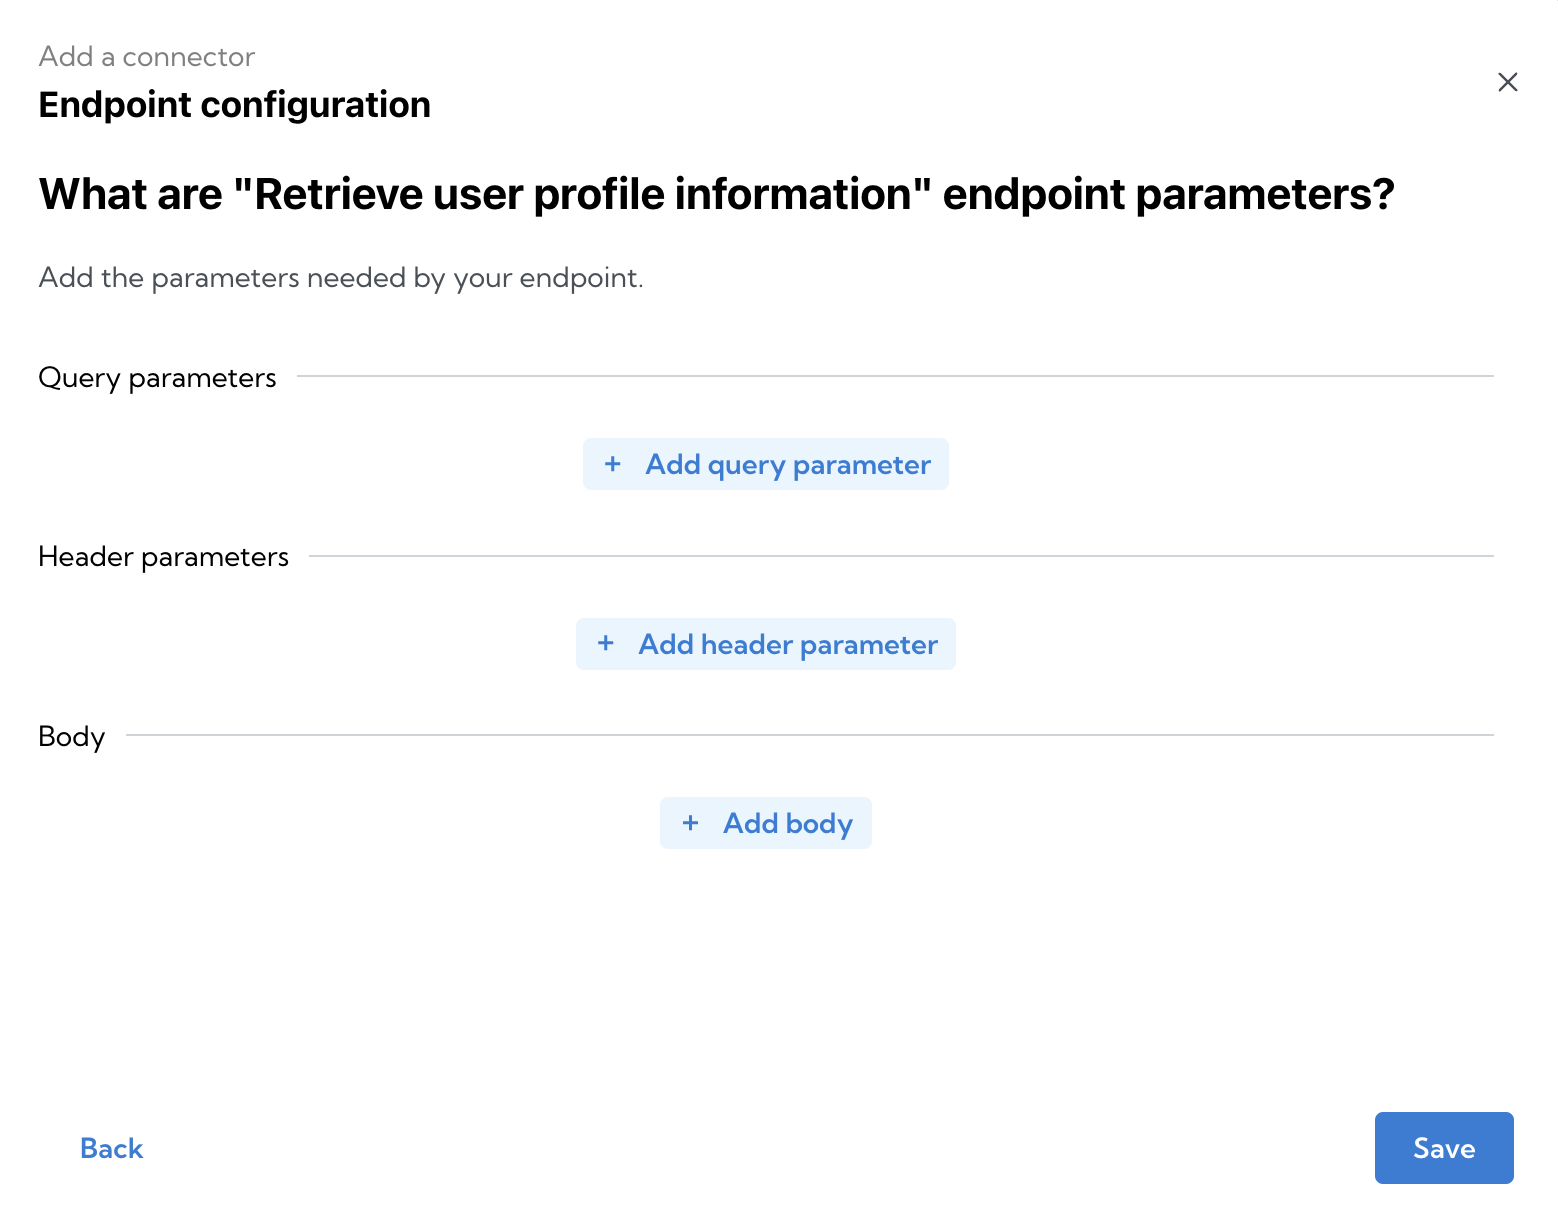 Add a connector
Endpoint configuration
What are "Retrieve user profile information" endpoint parameters?
Add the parameters needed by your endpoint.
Query parameters
+ Add query parameter
Header parameters
+ Add header parameter
Body
+ Add body
Back
Save